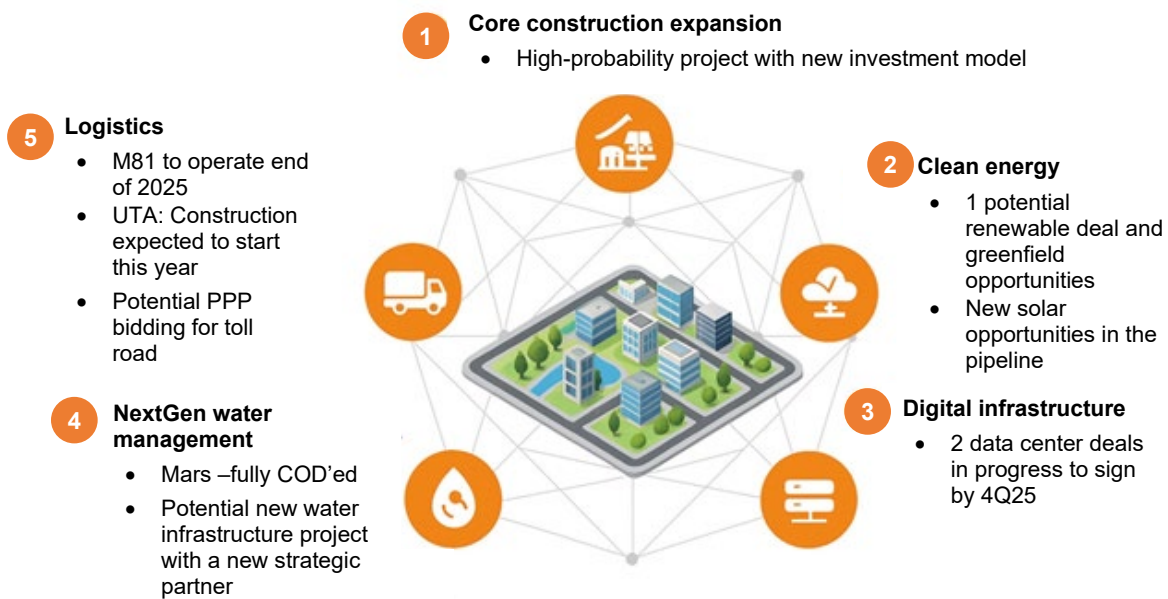 1
Core construction expansion
• High-probability project with new investment model
2
Clean energy
• 1 potential
renewable deal and
greenfield
opportunities
• New solar
opportunities in the
pipeline
3
Digital infrastructure
• 2 data center deals
in progress to sign
by 4Q25
4
NextGen water
management
• Mars –fully COD’ed
• Potential new water
infrastructure project
with a new strategic
partner
5
Logistics
• M81 to operate end
of 2025
• UTA: Construction
expected to start
this year
• Potential PPP
bidding for toll
road